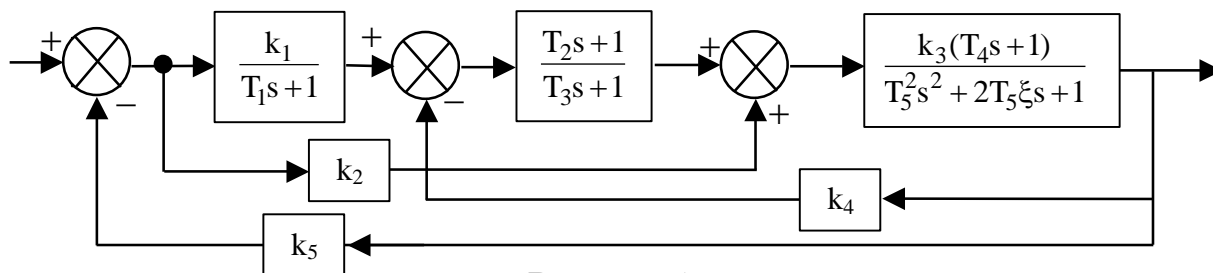 + − k₁ / (T₁s+1) + − (T₂s+1) / (T₃s+1) + + k₃(T₄s+1) / (T₅²s²+2T₅ξs+1)
k₂
k₄
k₅